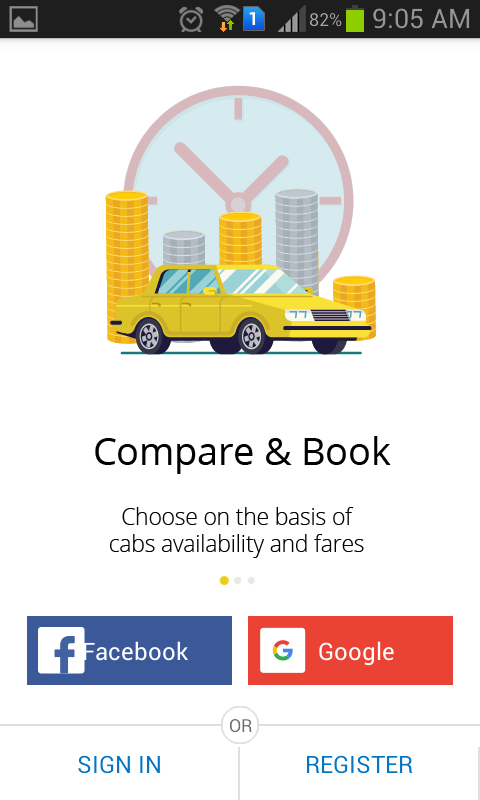 1 82% 9:05 AM
Compare & Book
Choose on the basis of
cabs availability and fares
Facebook Google
OR
SIGN IN REGISTER